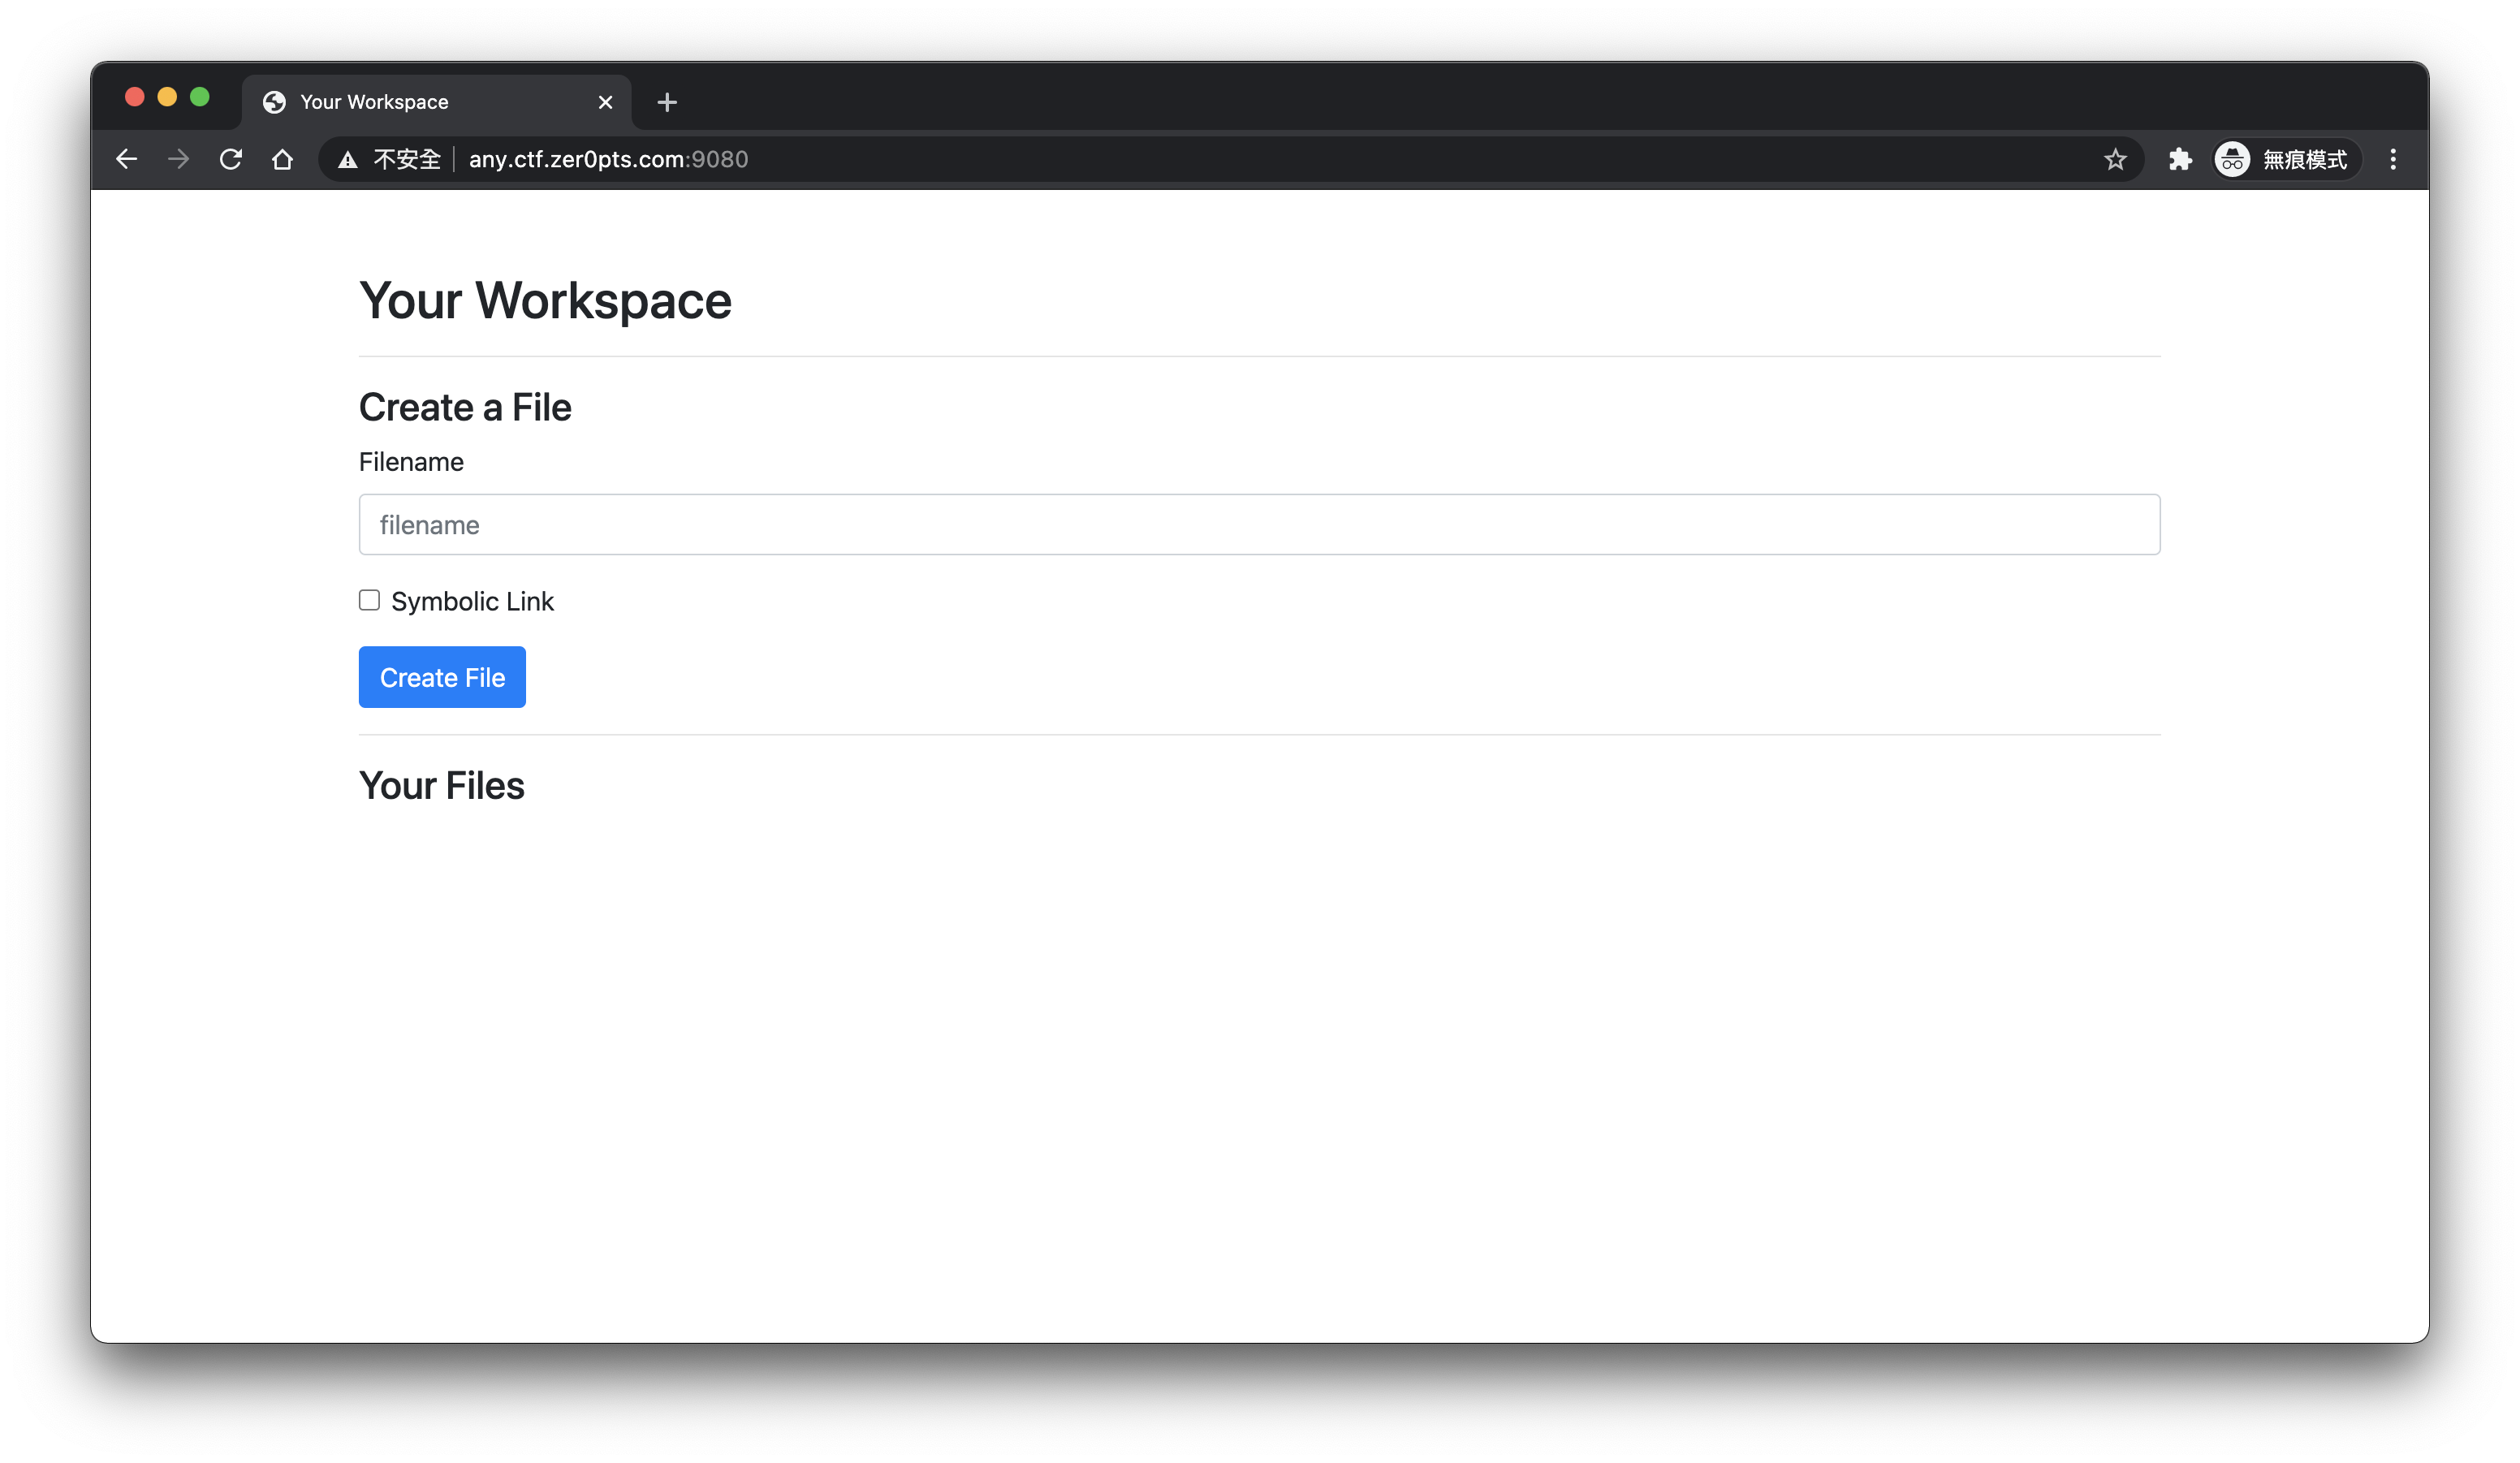 Your Workspace
不安全 any.ctf.zer0pts.com:9080 無痕模式
Your Workspace
Create a File
Filename
filename
Symbolic Link
Create File
Your Files